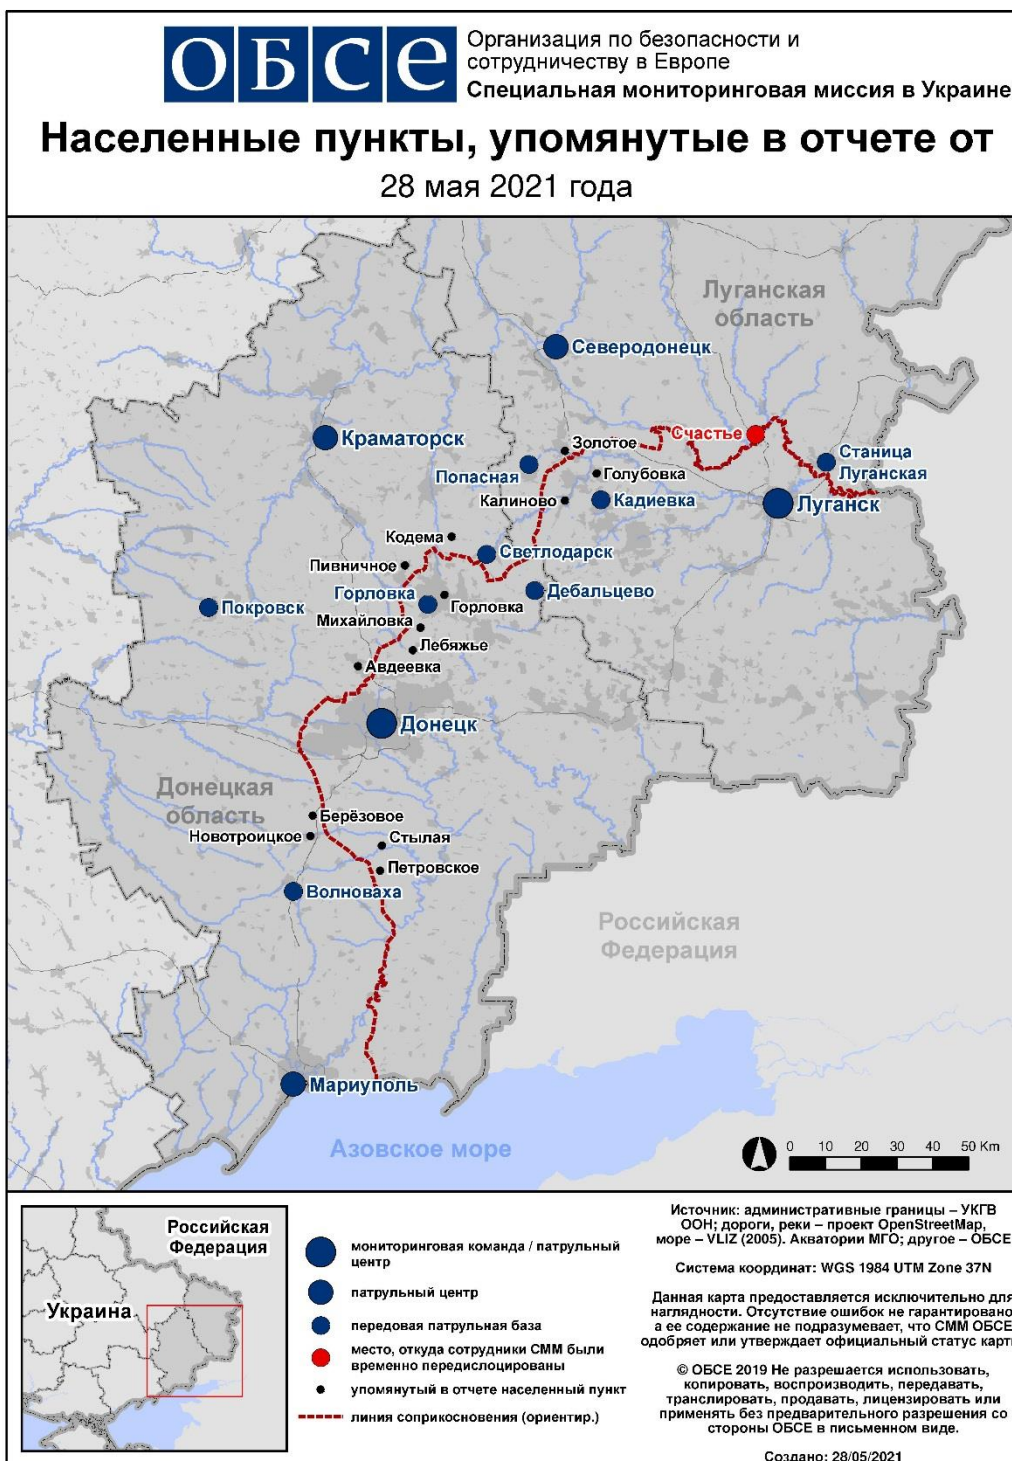 ОБСЕ
Организация по безопасности и
сотрудничеству в Европе
Специальная мониторинговая миссия в Украине
Населенные пункты, упомянутые в отчете от
28 мая 2021 года
Луганская
область
Северодонецк
Краматорск
Счастье
Золотое
Станица
Луганская
Попасная
Голубовка
Калиново
Кадиевка
Луганск
Кодема
Светлодарск
Пивничное
Дебальцево
Горловка
Горловка
Покровск
Михайловка
Лебяжье
Авдеевка
Донецк
Донецкая
область
Берёзовое
Новотроицкое
Стылая
Петровское
Волноваха
Российская
Федерация
Мариуполь
Азовское море
0 10 20 30 40 50 Km
Российская
Федерация
Украина
мониторинговая команда / патрульный
центр
патрульный центр
передовая патрульная база
место, откуда сотрудники СММ были
временно передислоцированы
упомянутый в отчете населенный пункт
линия соприкосновения (ориентир.)
Источник: административные границы – УКГВ
ООН; дороги, реки – проект OpenStreetMap,
море – VLIZ (2005). Акватории МГО; другое – ОБСЕ
Система координат: WGS 1984 UTM Zone 37N
Данная карта предоставляется исключительно для
наглядности. Отсутствие ошибок не гарантировано
а ее содержание не подразумевает, что СММ ОБСЕ
одобряет или утверждает официальный статус карт
© ОБСЕ 2019 Не разрешается использовать,
копировать, воспроизводить, передавать,
транслировать, продавать, лицензировать или
применять без предварительного разрешения со
стороны ОБСЕ в письменном виде.
Создано: 28/05/2021